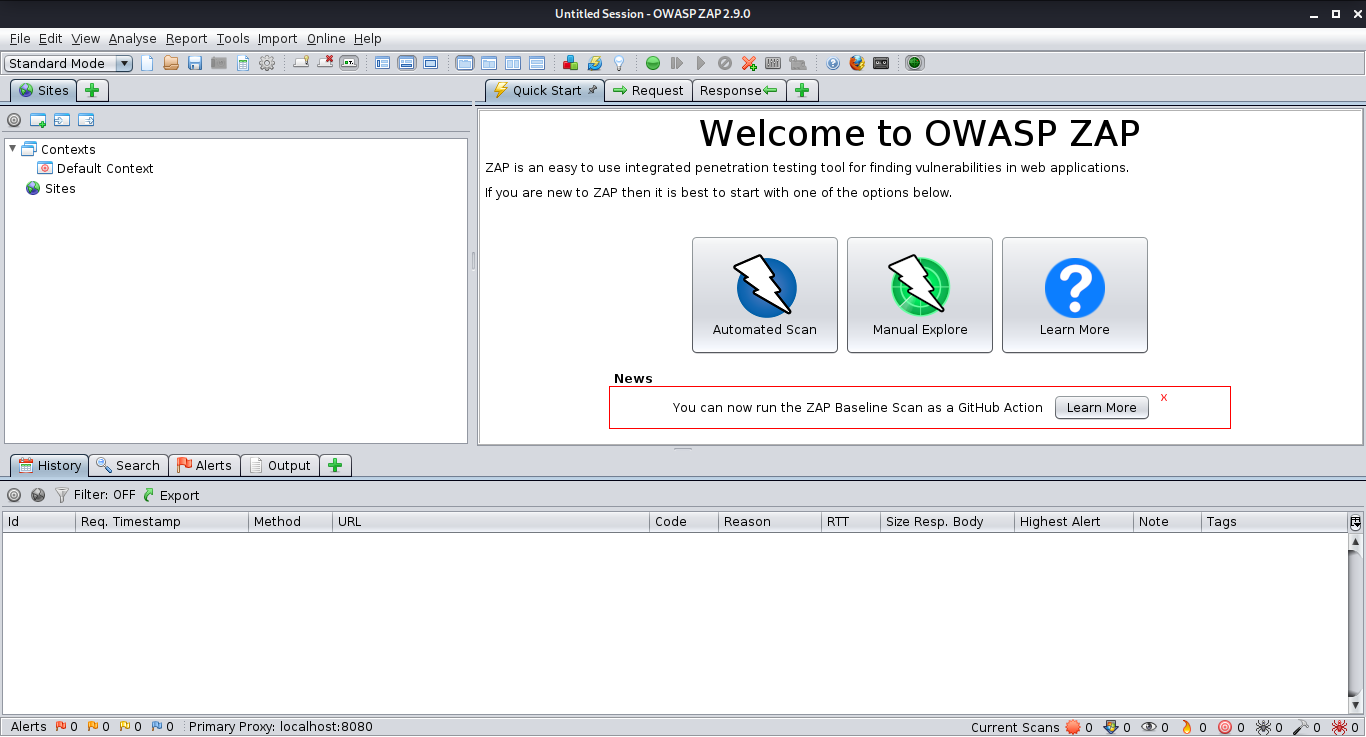 Untitled Session - OWASP ZAP 2.9.0
File Edit View Analyse Report Tools Import Online Help
Standard Mode
Sites
Quick Start Request Response
Contexts
Default Context
Sites
Welcome to OWASP ZAP
ZAP is an easy to use integrated penetration testing tool for finding vulnerabilities in web applications.
If you are new to ZAP then it is best to start with one of the options below.
Automated Scan Manual Explore Learn More
News
You can now run the ZAP Baseline Scan as a GitHub Action Learn More X
History Search Alerts Output
Filter: OFF Export
Id Req. Timestamp Method URL Code Reason RTT Size Resp. Body Highest Alert Note Tags
Alerts 0 0 0 0 Primary Proxy: localhost:8080 Current Scans 0 0 0 0 0 0 0 0